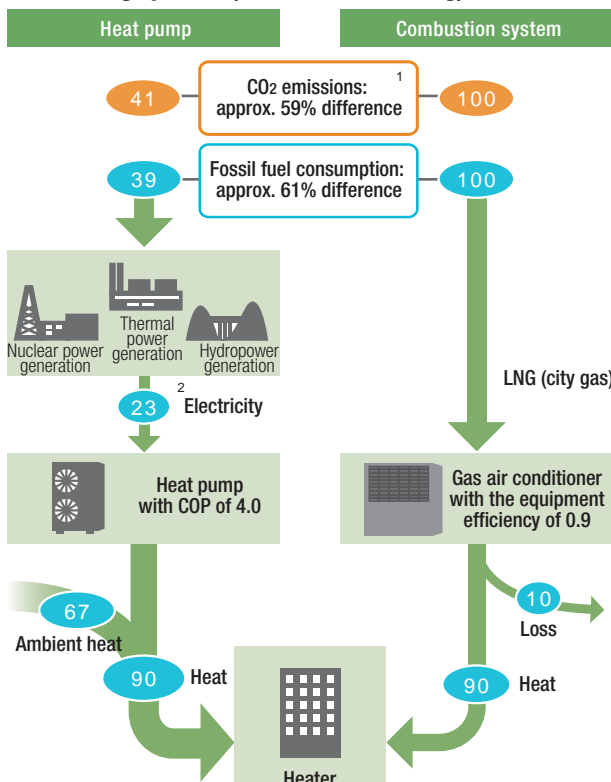 Heat pump
Combustion system
41
CO2 emissions: 1
approx. 59% difference
100
39
Fossil fuel consumption:
approx. 61% difference
100
Nuclear power
generation
Thermal
power
generation
Hydropower
generation
LNG (city gas)
23
2 Electricity
Heat pump
with COP of 4.0
Gas air conditioner
with the equipment
efficiency of 0.9
67
Ambient heat
10
Loss
90
Heat
90
Heat
Heater